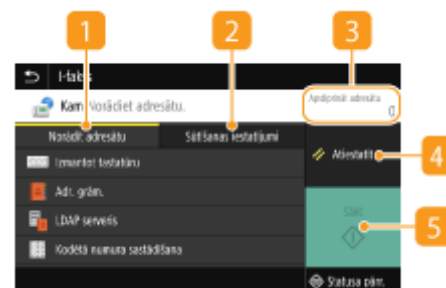 1
2
3
I-fakss
Kam Norādiet adresātu.
Apstiprināt adresātu
0
Norādīt adresātu
Sūtīšanas iestatījumi
Izmantot tastatūru
Atiestatīt
4
Adr. grām.
LDAP serveris
Sākt
5
Kodētā numura sastādīšana
Statusa pārr.